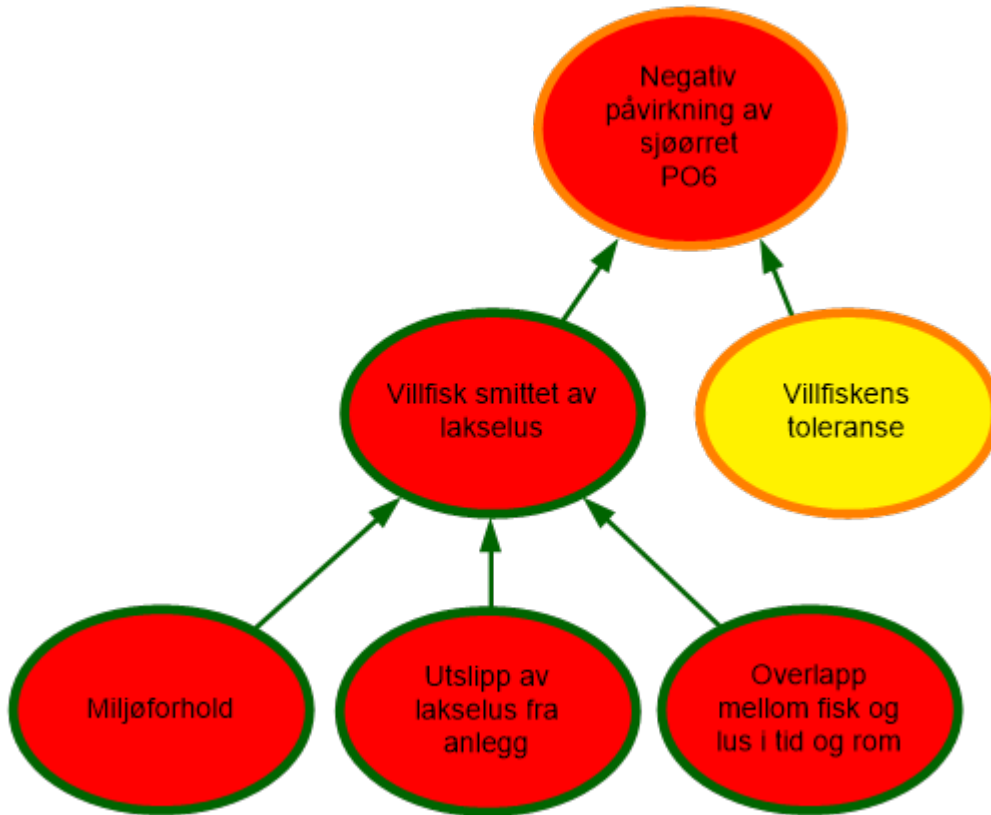 Negativ
påvirkning av
sjøørret
PO6
Villfisk smittet av
lakselus
Villfiskens
toleranse
Miljøforhold
Utslipp av
lakselus fra
anlegg
Overlapp
mellom fisk og
lus i tid og rom